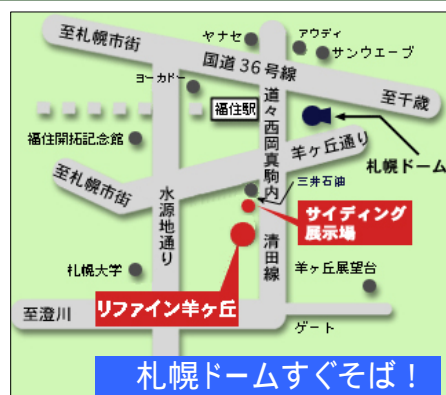 至札幌市街
ヤナセ
アウディ
サンウエーブ
国道36号線
ヨーカドー
至千歳
福住駅
福住開拓記念館
道々西岡真駒内
清田線
羊ヶ丘通り
札幌ドーム
至札幌市街
三井石油
水源地通り
サイディング
展示場
札幌大学
リファイン羊ヶ丘
羊ヶ丘展望台
至澄川
ゲート
札幌ドームすぐそば！